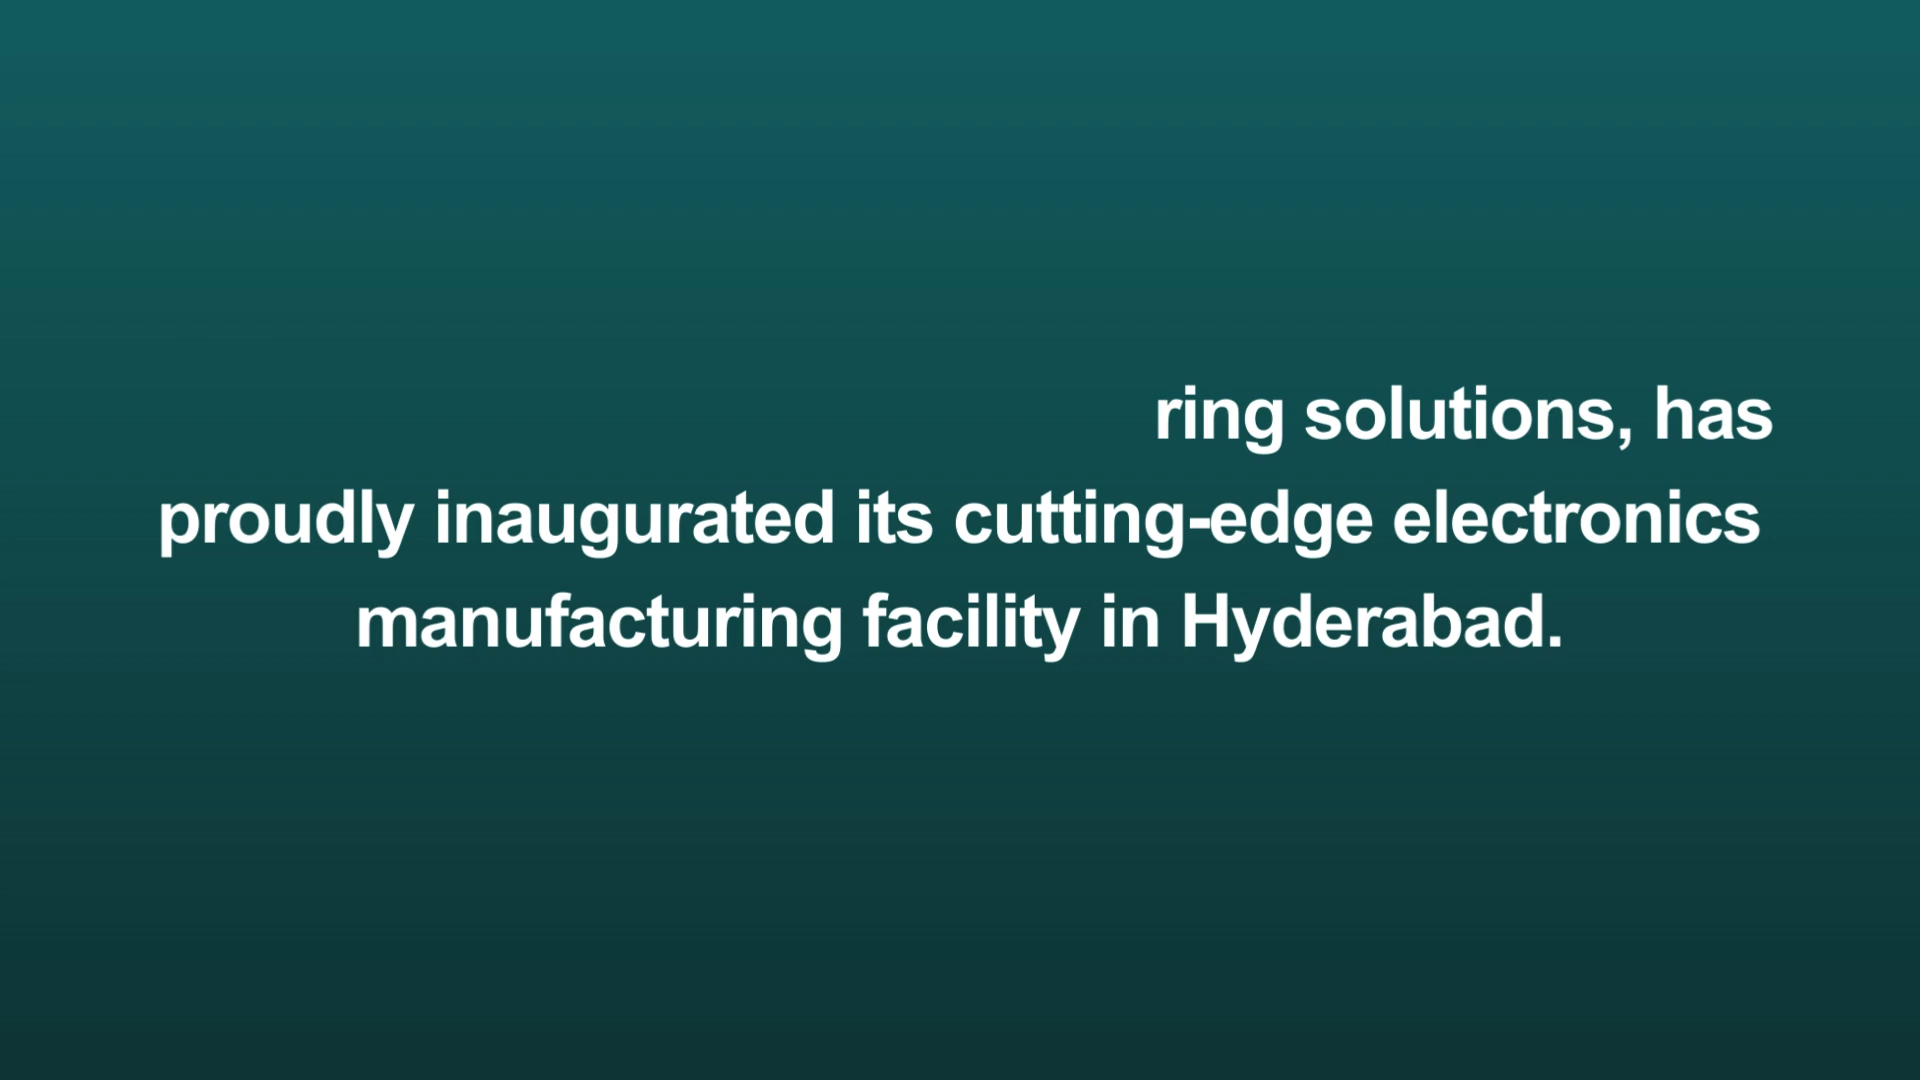 ring solutions, has
proudly inaugurated its cutting-edge electronics
manufacturing facility in Hyderabad.